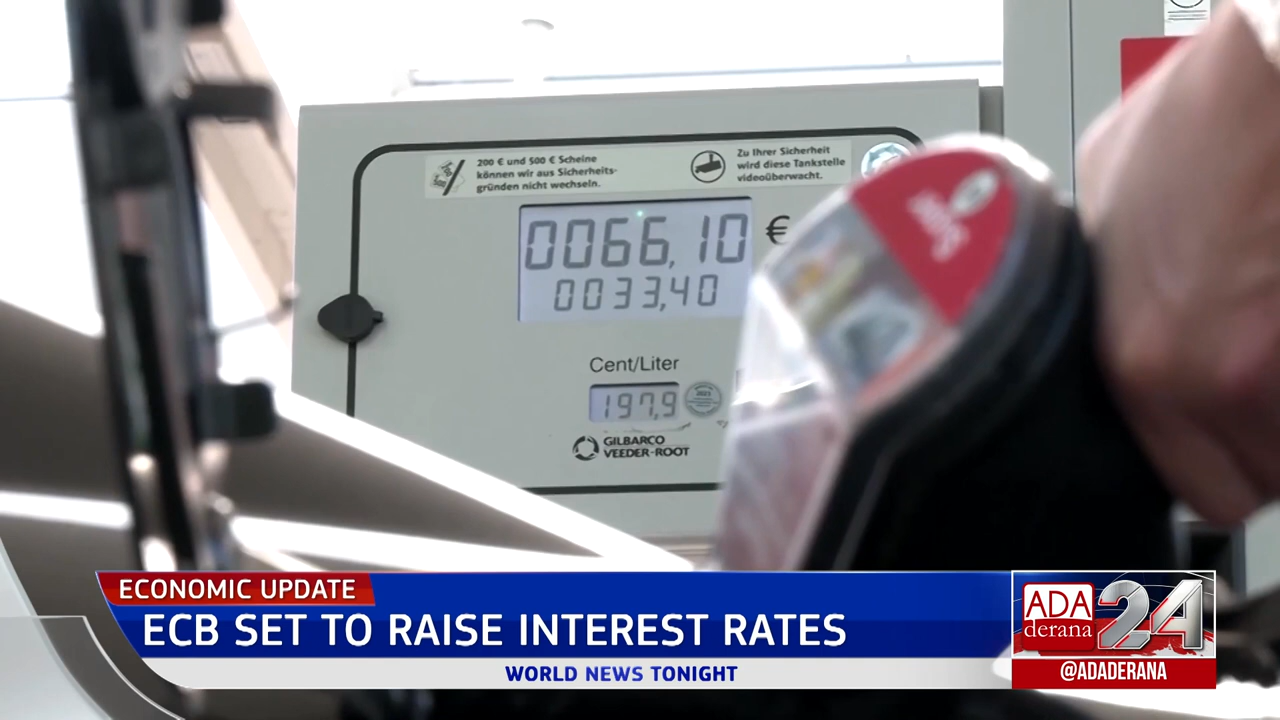 200 € und 500 € Scheine
können wir aus Sicherheits-
gründen nicht wechseln.
Zu Ihrer Sicherheit
wird diese Tankstelle
videoüberwacht.
0066,10 €
0033,40
Cent/Liter
197,9
GILBARCO
VEEDER-ROOT
ECONOMIC UPDATE
ECB SET TO RAISE INTEREST RATES
WORLD NEWS TONIGHT
ADA
derana
24
@ADADERANA